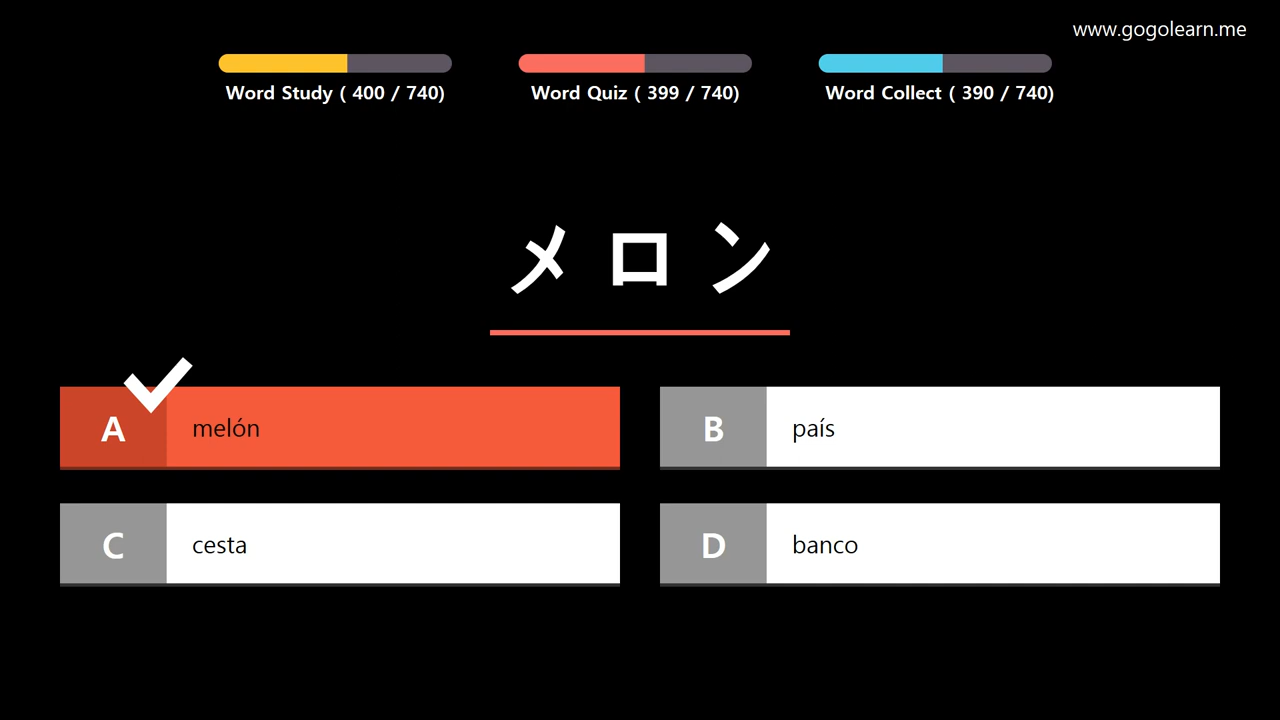 www.gogolearn.me
Word Study ( 400 / 740)
Word Quiz ( 399 / 740)
Word Collect ( 390 / 740)
メロン
A melón
B país
C cesta
D banco